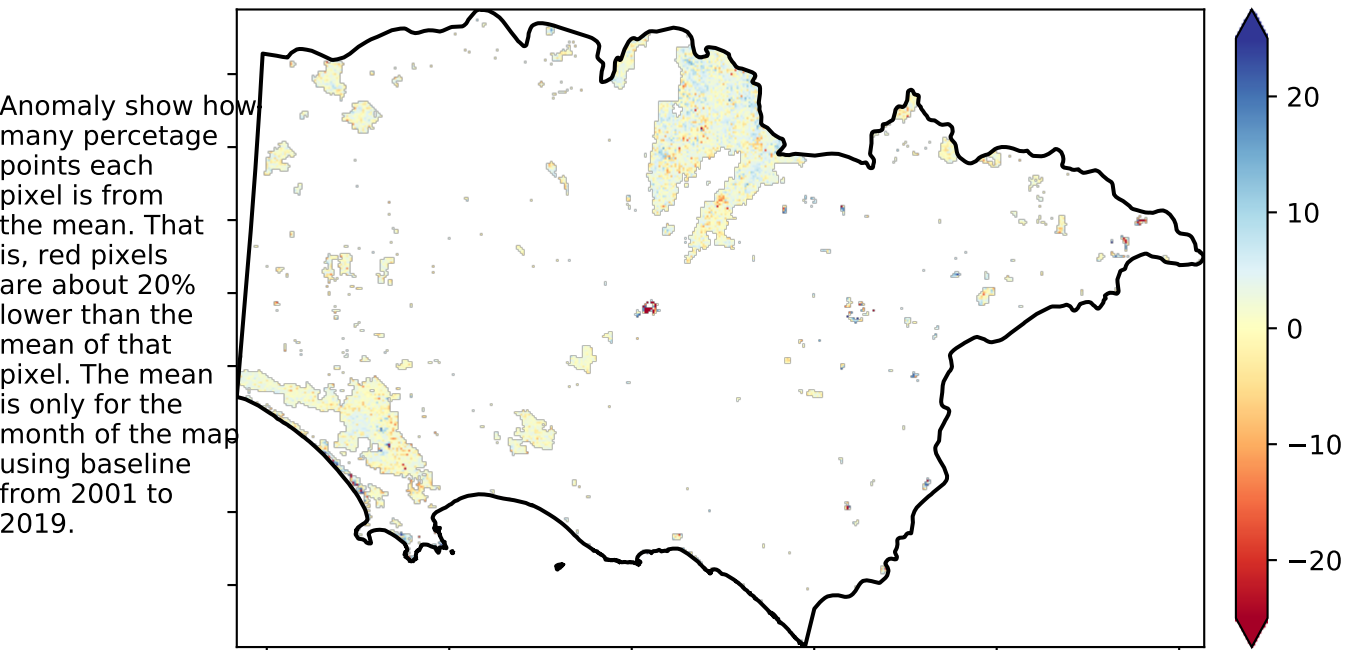 Anomaly show how
many percetage
points each
pixel is from
the mean. That
is, red pixels
are about 20%
lower than the
mean of that
pixel. The mean
is only for the
month of the map
using baseline
from 2001 to
2019.
20
10
0
−10
−20